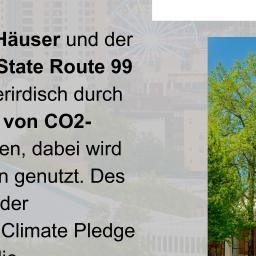 Häuser und der
State Route 99
erirdisch durch
von CO2-
en, dabei wird
n genutzt. Des
der
Climate Pledge